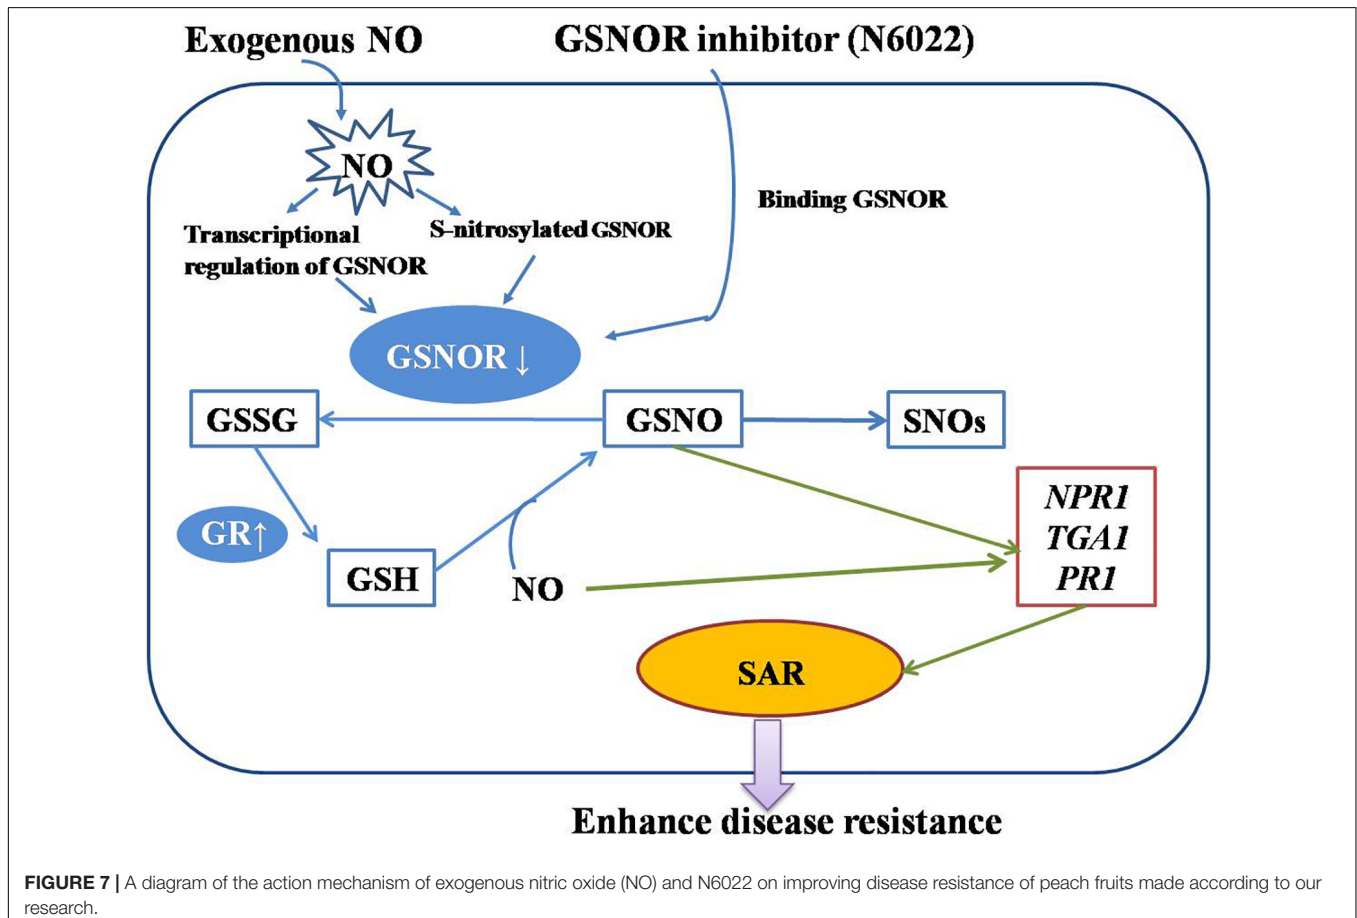 Exogenous NO
GSNOR inhibitor (N6022)
NO
Transcriptional
regulation of GSNOR
S-nitrosylated GSNOR
Binding GSNOR
GSNOR ↓
GSSG
GSNO
SNOs
GR↑
GSH
NO
NPR1
TGA1
PR1
SAR
Enhance disease resistance
FIGURE 7 | A diagram of the action mechanism of exogenous nitric oxide (NO) and N6022 on improving disease resistance of peach fruits made according to our
research.